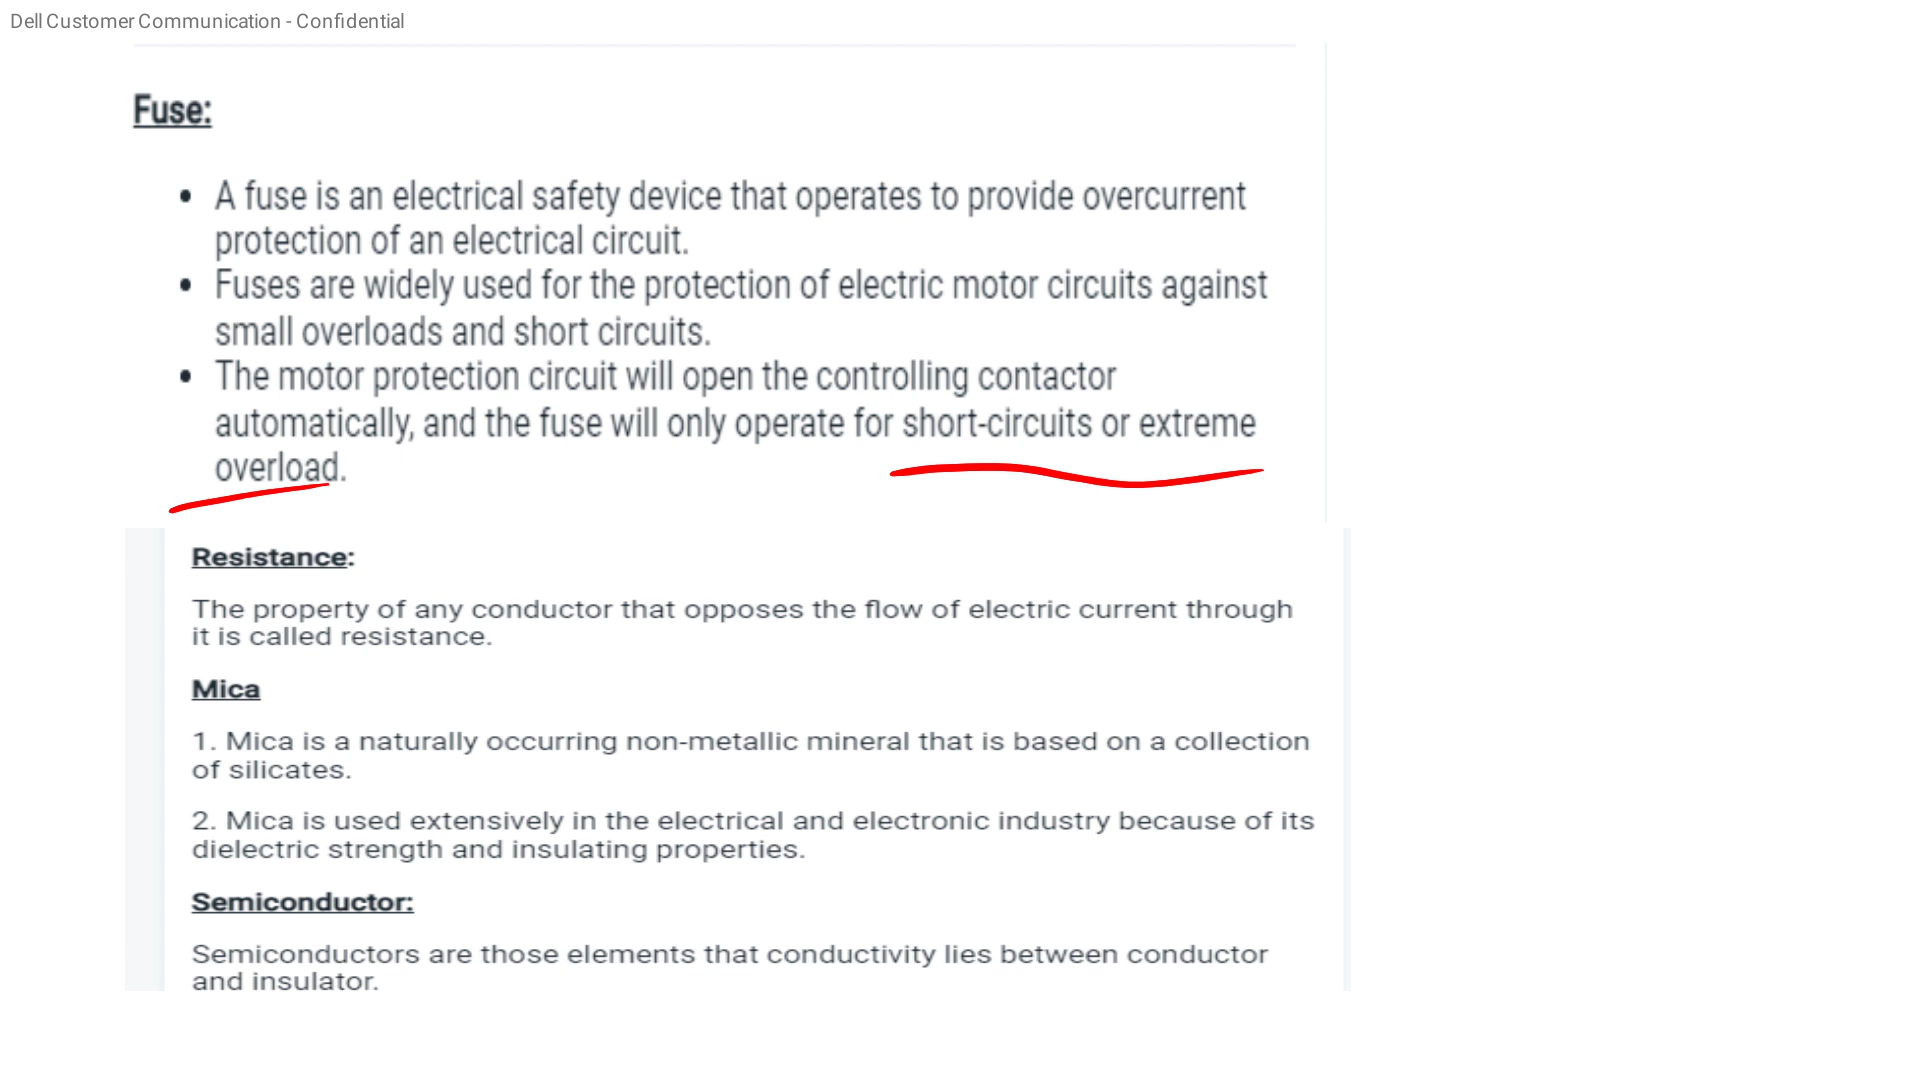 Dell Customer Communication - Confidential
Fuse:
• A fuse is an electrical safety device that operates to provide overcurrent
protection of an electrical circuit.
• Fuses are widely used for the protection of electric motor circuits against
small overloads and short circuits.
• The motor protection circuit will open the controlling contactor
automatically, and the fuse will only operate for short-circuits or extreme
overload.
Resistance:
The property of any conductor that opposes the flow of electric current through
it is called resistance.
Mica
1. Mica is a naturally occurring non-metallic mineral that is based on a collection
of silicates.
2. Mica is used extensively in the electrical and electronic industry because of its
dielectric strength and insulating properties.
Semiconductor:
Semiconductors are those elements that conductivity lies between conductor
and insulator.